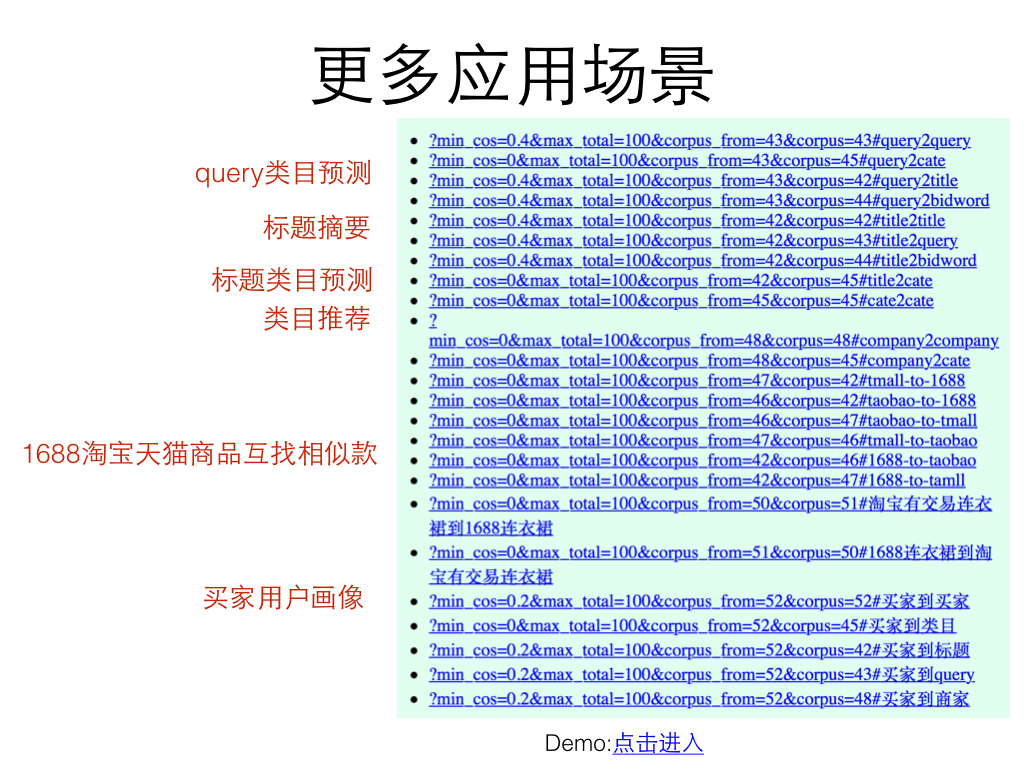 更多应用场景
query类目预测
标题摘要
标题类目预测
类目推荐
1688淘宝天猫商品互找相似款
买家用户画像
?min_cos=0.4&max_total=100&corpus_from=43&corpus=43#query2query
?min_cos=0&max_total=100&corpus_from=43&corpus=45#query2cate
?min_cos=0.4&max_total=100&corpus_from=43&corpus=42#query2title
?min_cos=0.4&max_total=100&corpus_from=43&corpus=44#query2bidword
?min_cos=0.4&max_total=100&corpus_from=42&corpus=42#title2title
?min_cos=0.4&max_total=100&corpus_from=42&corpus=43#title2query
?min_cos=0.4&max_total=100&corpus_from=42&corpus=44#title2bidword
?min_cos=0&max_total=100&corpus_from=42&corpus=45#title2cate
?min_cos=0&max_total=100&corpus_from=45&corpus=45#cate2cate
?
min_cos=0&max_total=100&corpus_from=48&corpus=48#company2company
?min_cos=0&max_total=100&corpus_from=48&corpus=45#company2cate
?min_cos=0&max_total=100&corpus_from=47&corpus=42#tmall-to-1688
?min_cos=0&max_total=100&corpus_from=46&corpus=42#taobao-to-1688
?min_cos=0&max_total=100&corpus_from=46&corpus=47#taobao-to-tmall
?min_cos=0&max_total=100&corpus_from=47&corpus=46#tmall-to-taobao
?min_cos=0&max_total=100&corpus_from=42&corpus=46#1688-to-taobao
?min_cos=0&max_total=100&corpus_from=42&corpus=47#1688-to-tamll
?min_cos=0&max_total=100&corpus_from=50&corpus=51#淘宝有交易连衣
裙到1688连衣裙
?min_cos=0&max_total=100&corpus_from=51&corpus=50#1688连衣裙到淘
宝有交易连衣裙
?min_cos=0.2&max_total=100&corpus_from=52&corpus=52#买家到买家
?min_cos=0&max_total=100&corpus_from=52&corpus=45#买家到类目
?min_cos=0.2&max_total=100&corpus_from=52&corpus=42#买家到标题
?min_cos=0.2&max_total=100&corpus_from=52&corpus=43#买家到query
?min_cos=0.2&max_total=100&corpus_from=52&corpus=48#买家到商家
Demo:点击进入